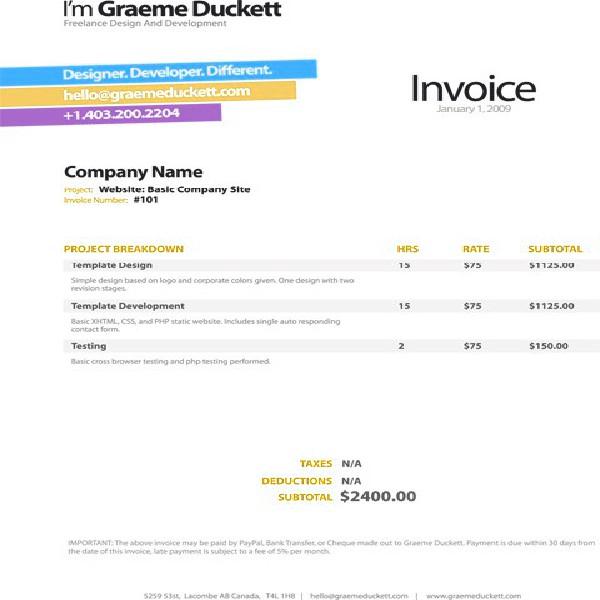 I'm Graeme Duckett
Freelance Design And Development
Designer. Developer. Different.
hello@graemeduckett.com
+1.403.200.2204
Invoice
January 1, 2009
Company Name
Project: Website: Basic Company Site
Invoice Number: #101
PROJECT BREAKDOWN HRS RATE SUBTOTAL
Template Design 15 $75 $1125.00
Simple design based on logo and corporate colors given. One design with two
revision stages.
Template Development 15 $75 $1125.00
Basic XHTML, CSS, and PHP static website. Includes single auto responding
contact form.
Testing 2 $75 $150.00
Basic cross browser testing and php testing performed.
TAXES N/A
DEDUCTIONS N/A
SUBTOTAL $2400.00
IMPORTANT: The above invoice may be paid by PayPal, Bank Transfer, or Cheque made out to Graeme Duckett. Payment is due within 30 days from
the date of this invoice, late payment is subject to a fee of 5% per month.
5259 53st, Lacombe AB Canada, T4L 1H8 | hello@graemeduckett.com | www.graemeduckett.com